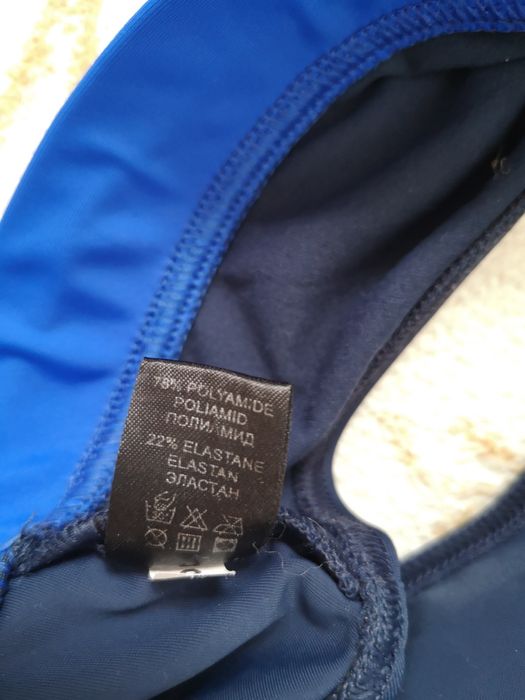 78% POLYAMIDE
POLIAMID
ПОЛИАМИД
22% ELASTANE
ELASTAN
ЭЛАСТАН